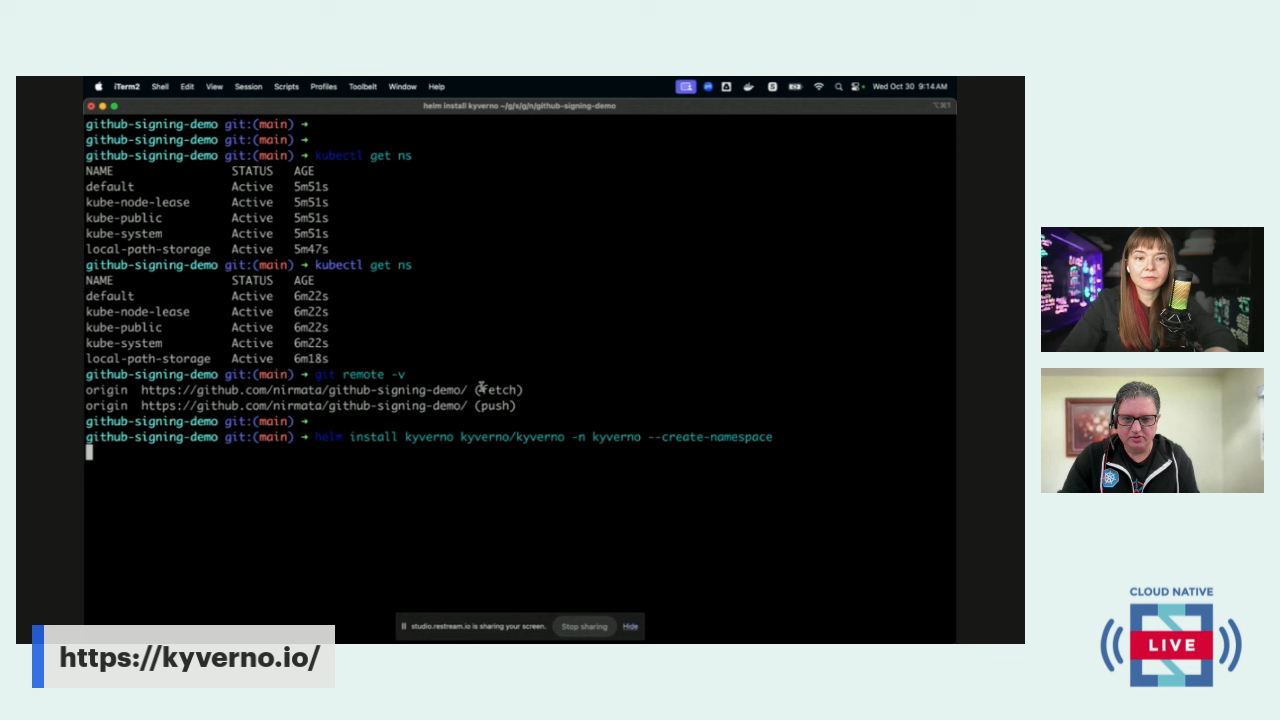 iTerm2 Shell Edit View Session Scripts Profiles Toolbelt Window Help Wed Oct 30 9:14 AM
helm install kyverno ~/g/s/g/n/github-signing-demo
github-signing-demo git:(main) ➜
github-signing-demo git:(main) ➜
github-signing-demo git:(main) ➜ kubectl get ns
NAME STATUS AGE
default Active 5m51s
kube-node-lease Active 5m51s
kube-public Active 5m51s
kube-system Active 5m51s
local-path-storage Active 5m47s
github-signing-demo git:(main) ➜ kubectl get ns
NAME STATUS AGE
default Active 6m22s
kube-node-lease Active 6m22s
kube-public Active 6m22s
kube-system Active 6m22s
local-path-storage Active 6m18s
github-signing-demo git:(main) ➜ git remote -v
origin https://github.com/nirmata/github-signing-demo/ (fetch)
origin https://github.com/nirmata/github-signing-demo/ (push)
github-signing-demo git:(main) ➜
github-signing-demo git:(main) ➜ helm install kyverno kyverno/kyverno -n kyverno --create-namespace
studio.restream.io is sharing your screen. Stop sharing Hide
https://kyverno.io/
CLOUD NATIVE
LIVE